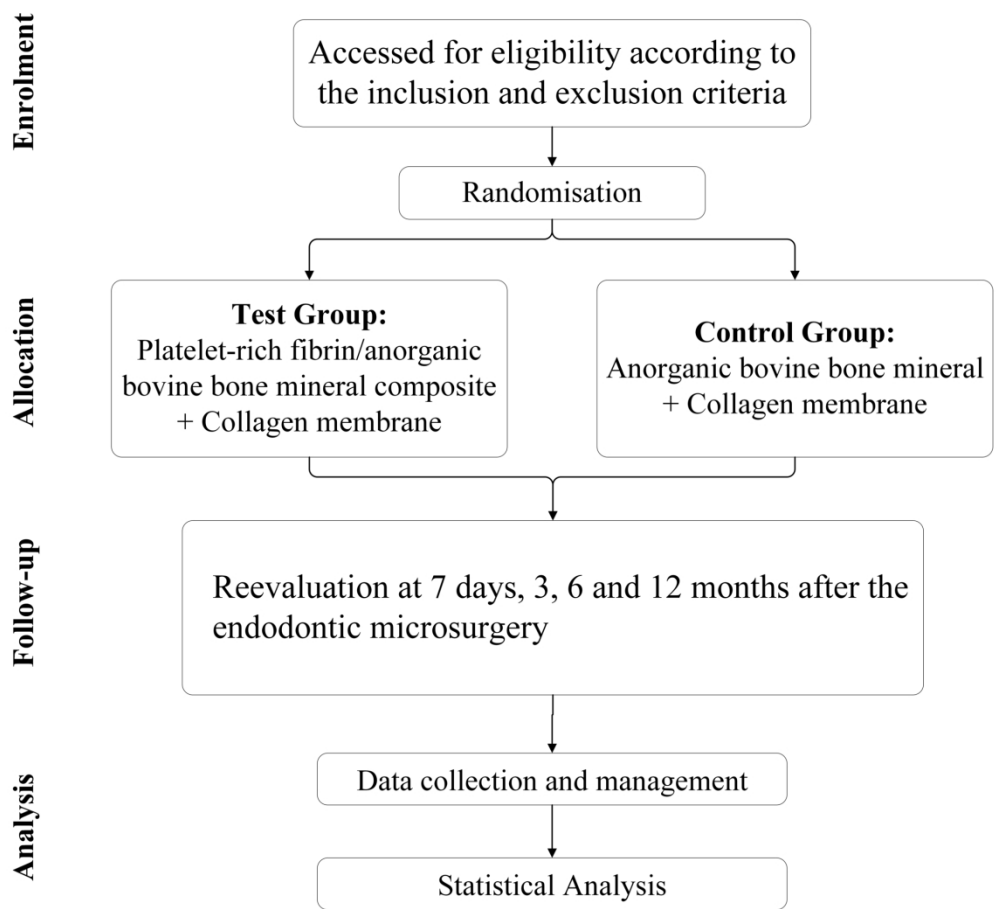 Enrolment
Accessed for eligibility according to
the inclusion and exclusion criteria
Randomisation
Allocation
Test Group:
Platelet-rich fibrin/anorganic
bovine bone mineral composite
+ Collagen membrane
Control Group:
Anorganic bovine bone mineral
+ Collagen membrane
Follow-up
Reevaluation at 7 days, 3, 6 and 12 months after the
endodontic microsurgery
Analysis
Data collection and management
Statistical Analysis